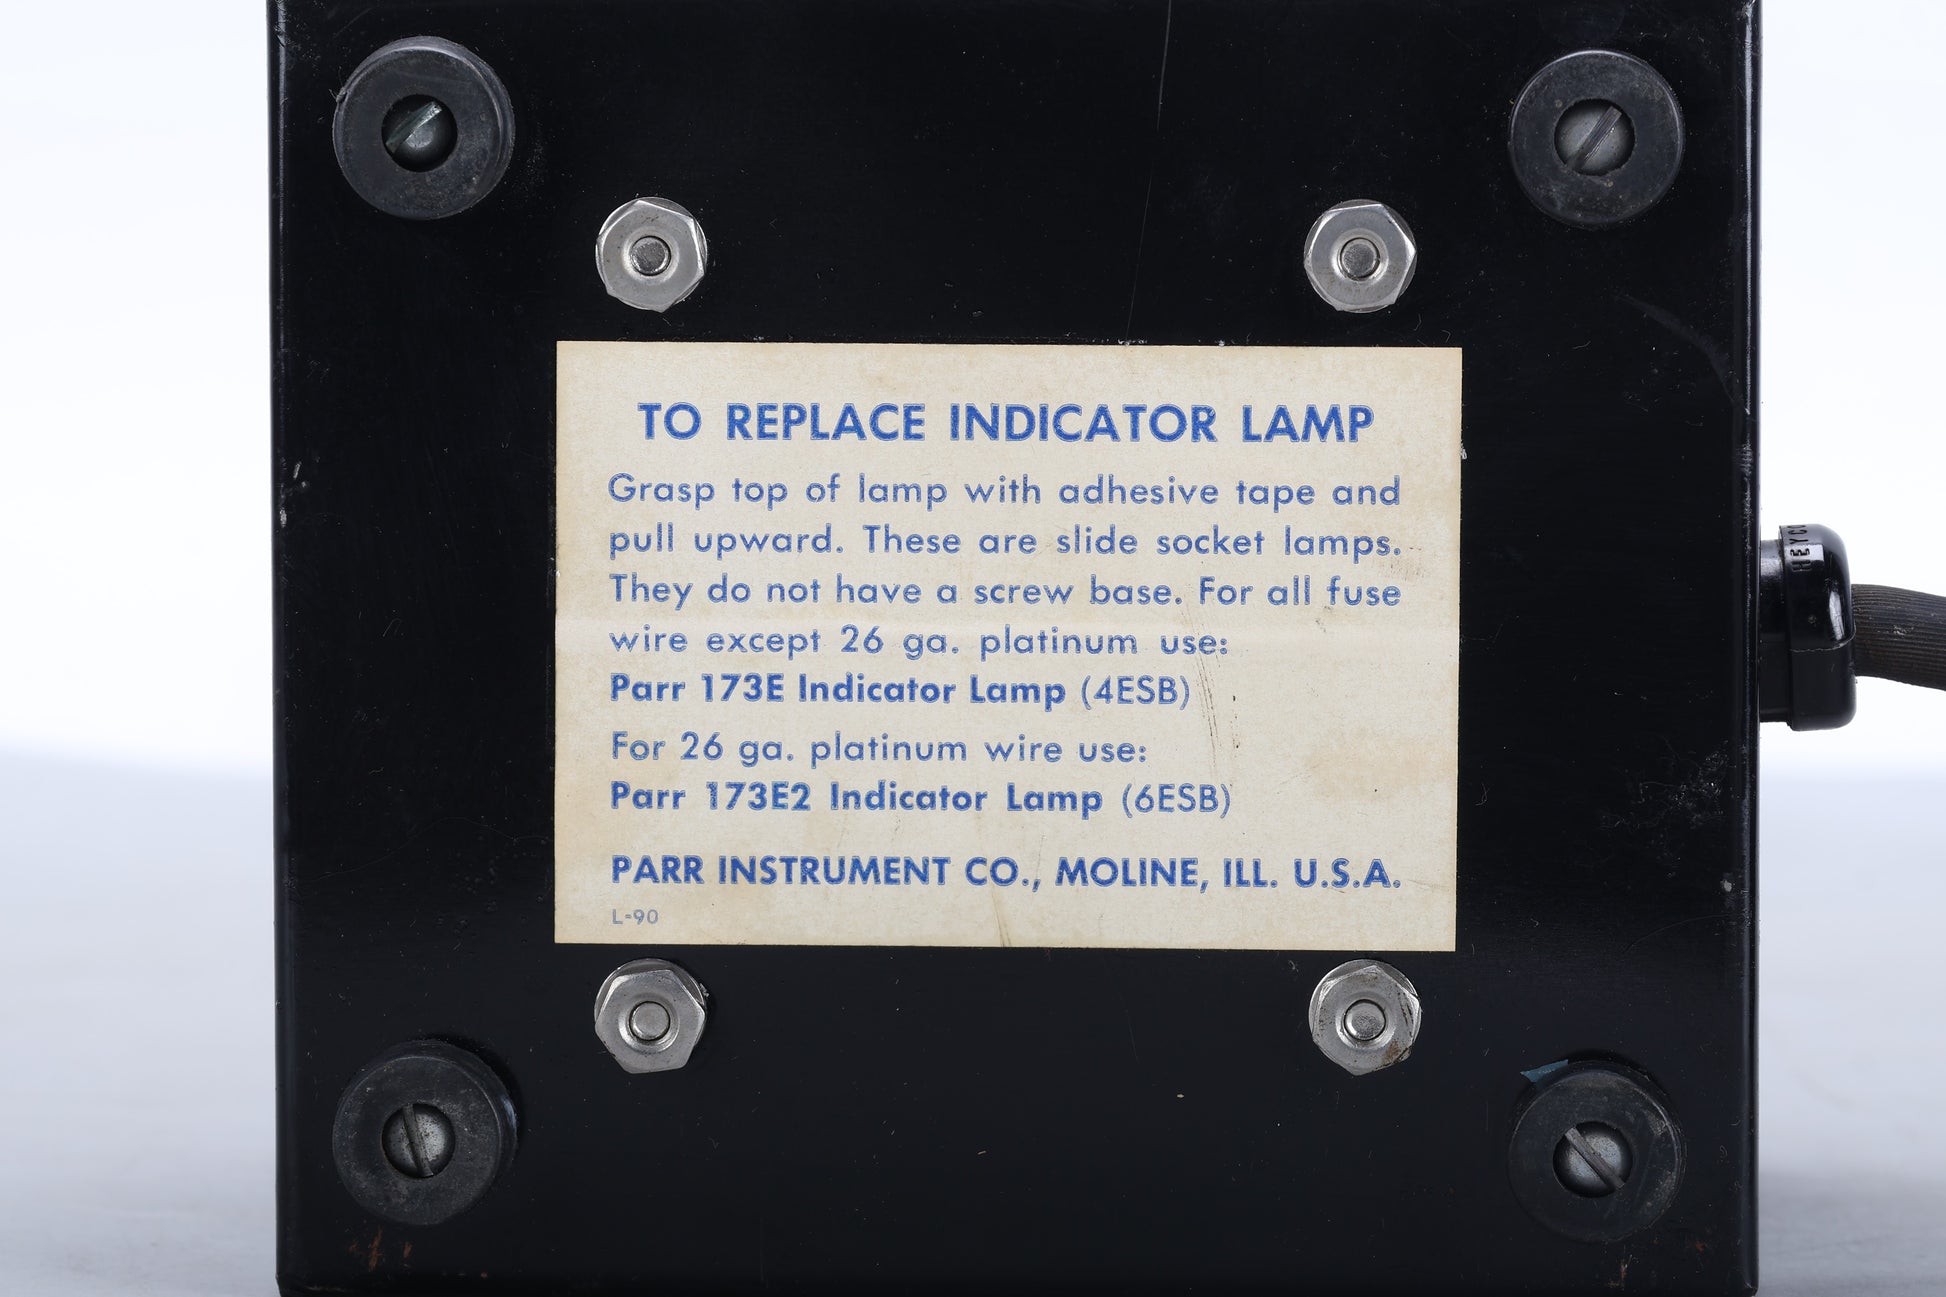 TO REPLACE INDICATOR LAMP
Grasp top of lamp with adhesive tape and
pull upward. These are slide socket lamps.
They do not have a screw base. For all fuse
wire except 26 ga. platinum use:
Parr 173E Indicator Lamp (4ESB)
For 26 ga. platinum wire use:
Parr 173E2 Indicator Lamp (6ESB)
PARR INSTRUMENT CO., MOLINE, ILL. U.S.A.
L-90
HEYCO